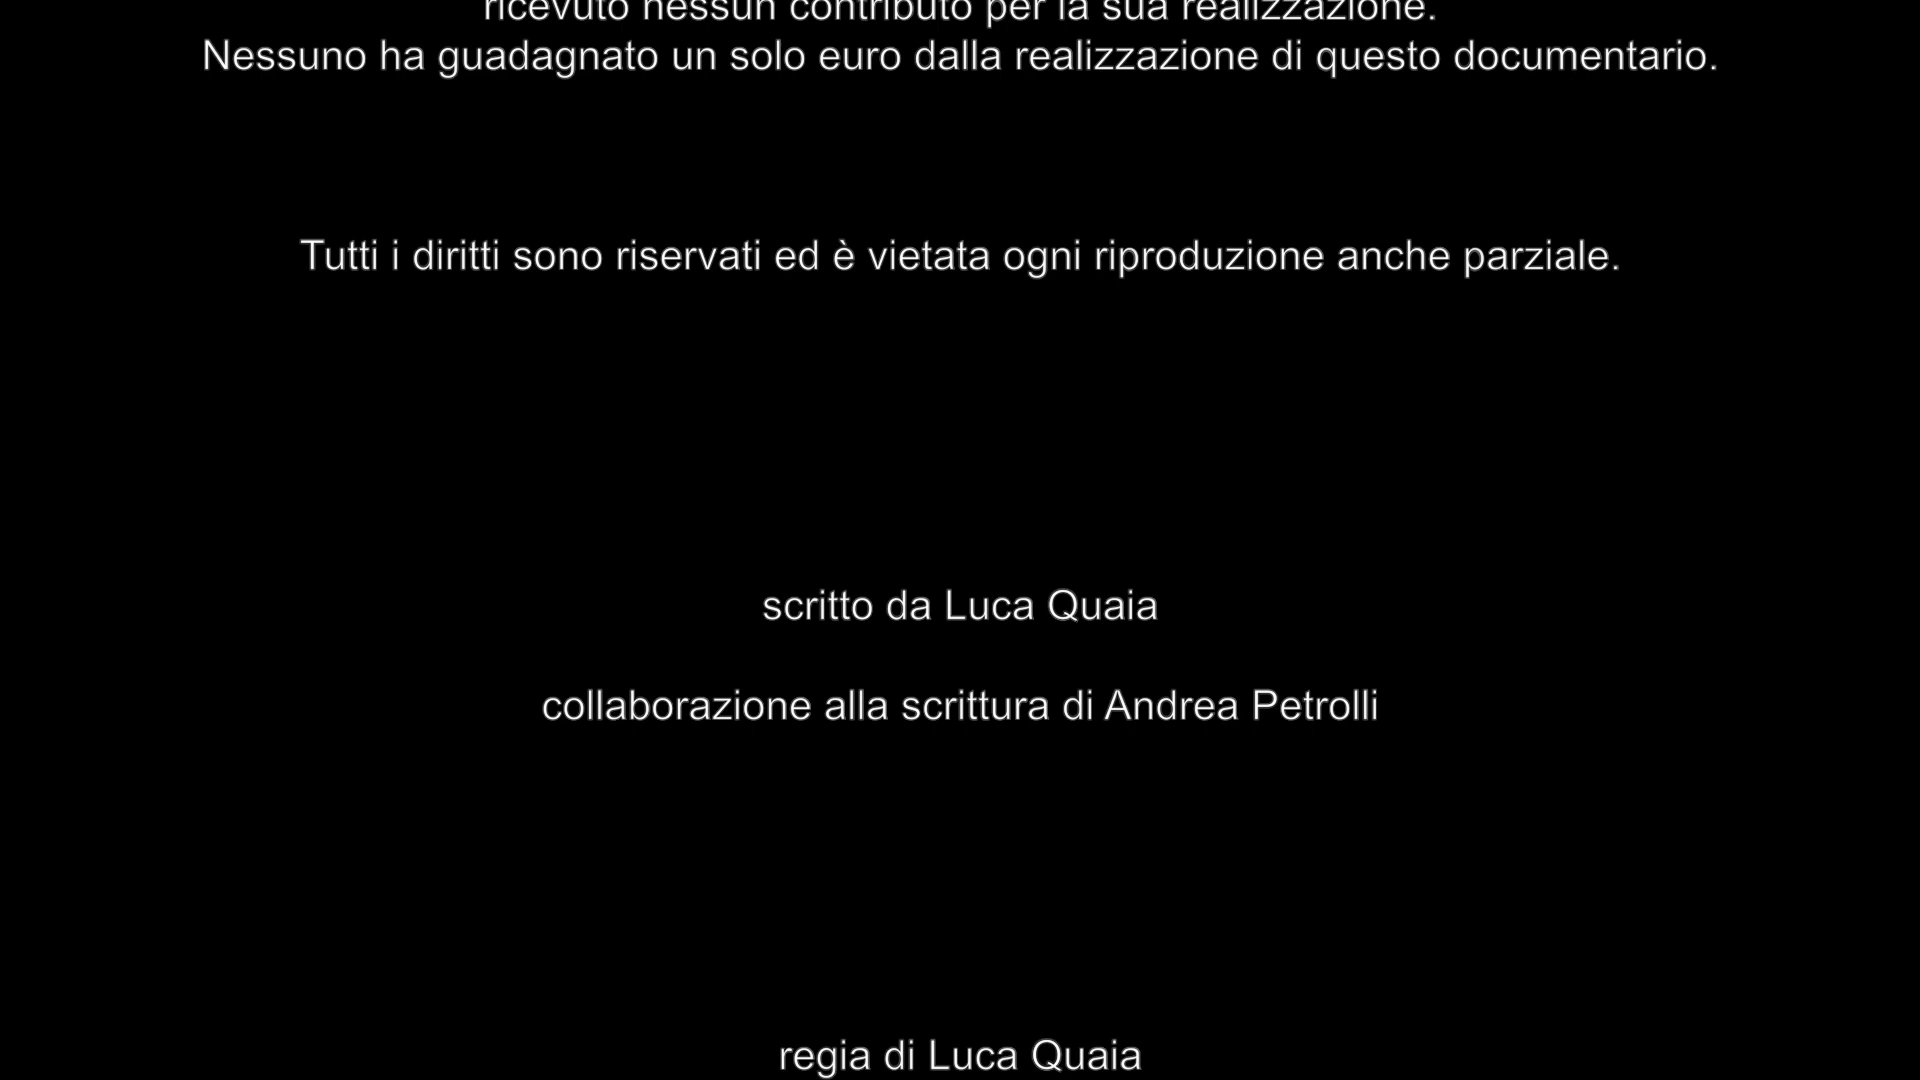 ricevuto nessun contributo per la sua realizzazione.
Nessuno ha guadagnato un solo euro dalla realizzazione di questo documentario.
Tutti i diritti sono riservati ed è vietata ogni riproduzione anche parziale.
scritto da Luca Quaia
collaborazione alla scrittura di Andrea Petrolli
regia di Luca Quaia